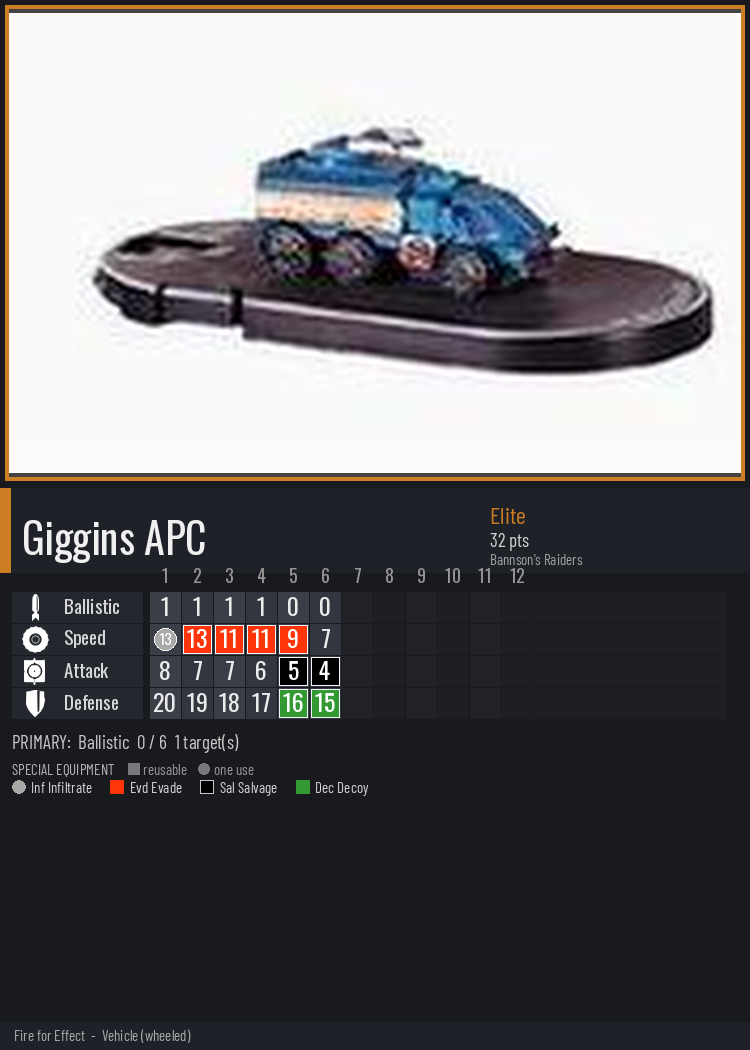 Giggins APC
Elite
32 pts
Bannson's Raiders
1 2 3 4 5 6 7 8 9 10 11 12
Ballistic 1 1 1 1 0 0
Speed 13 13 11 11 9 7
Attack 8 7 7 6 5 4
Defense 20 19 18 17 16 15
PRIMARY: Ballistic 0 / 6 1 target(s)
SPECIAL EQUIPMENT reusable one use
Inf Infiltrate Evd Evade Sal Salvage Dec Decoy
Fire for Effect - Vehicle (wheeled)